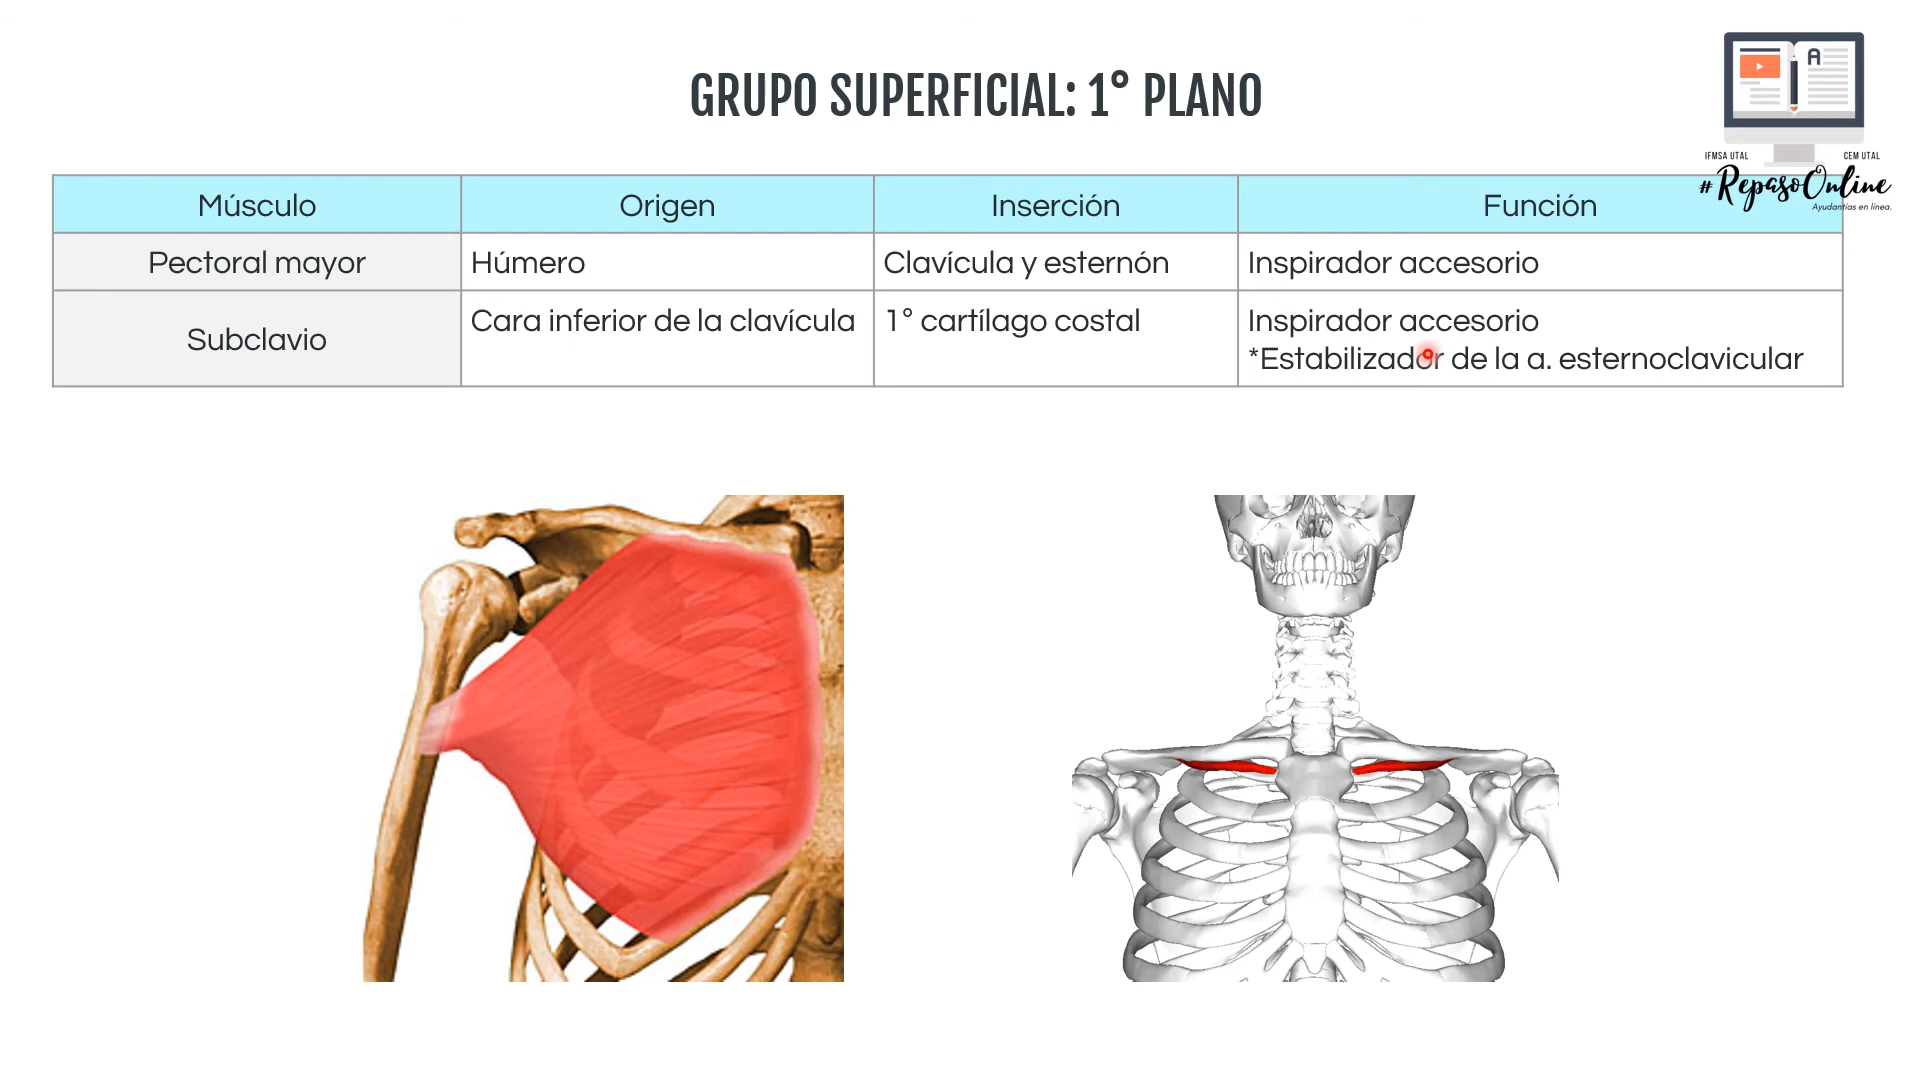 GRUPO SUPERFICIAL: 1° PLANO
A
IFMSA UTAL
CEM UTAL
#RepasoOnline
Ayudantías en línea.
Músculo
Origen
Inserción
Función
Pectoral mayor
Húmero
Clavícula y esternón
Inspirador accesorio
Subclavio
Cara inferior de la clavícula
1° cartílago costal
Inspirador accesorio
*Estabilizador de la a. esternoclavicular